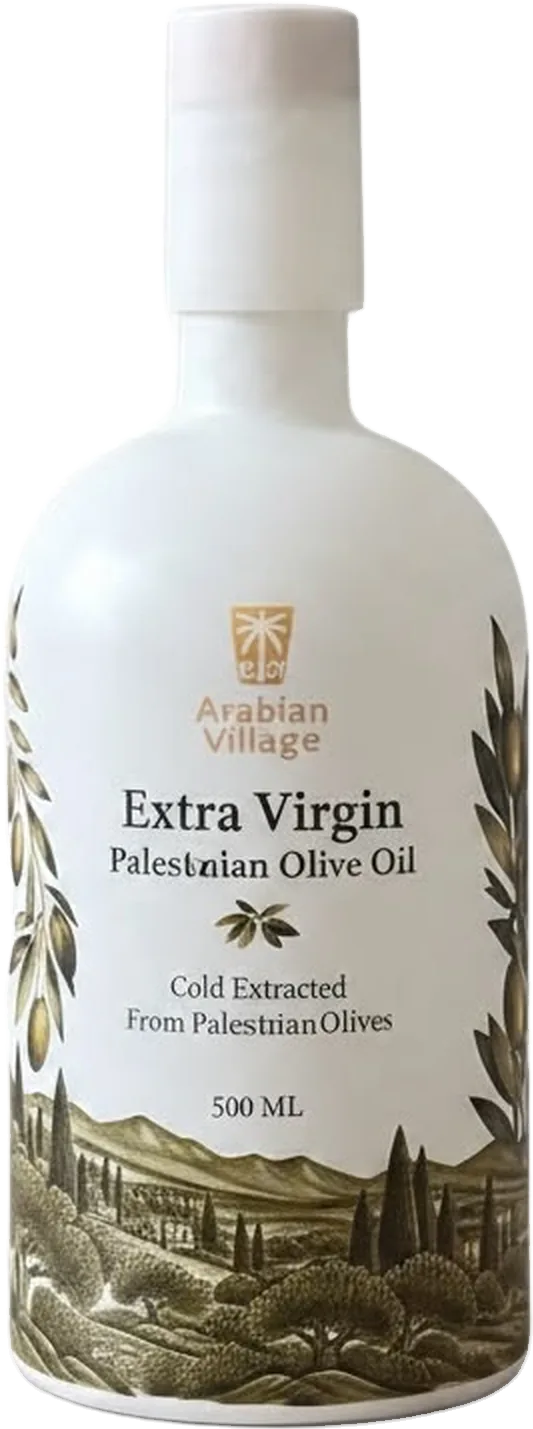 Arabian
Village
Extra Virgin
Olive Oil
Cold Extracted
From Palestrian Olives
500 ML